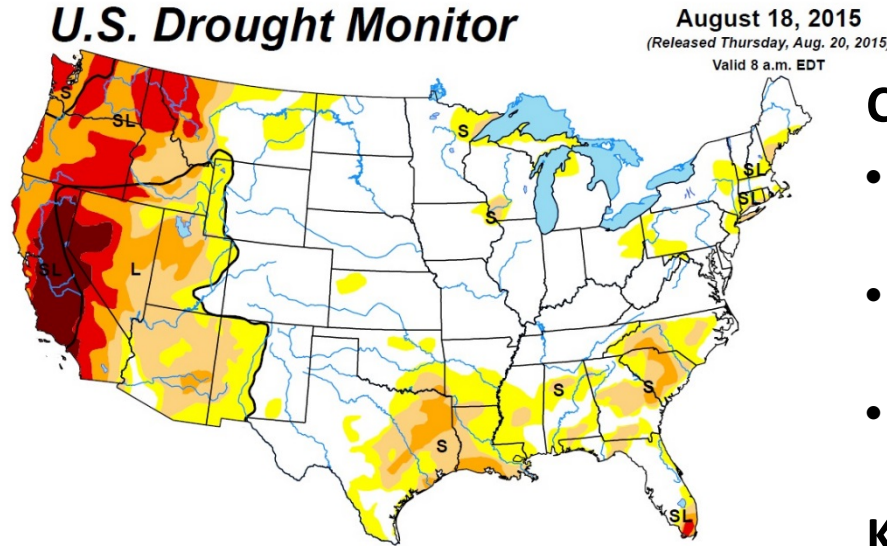 U.S. Drought Monitor
August 18, 2015
(Released Thursday, Aug. 20, 2015)
Valid 8 a.m. EDT
S
SL
S
SL
SL
S
SL
L
S
S
S
SL